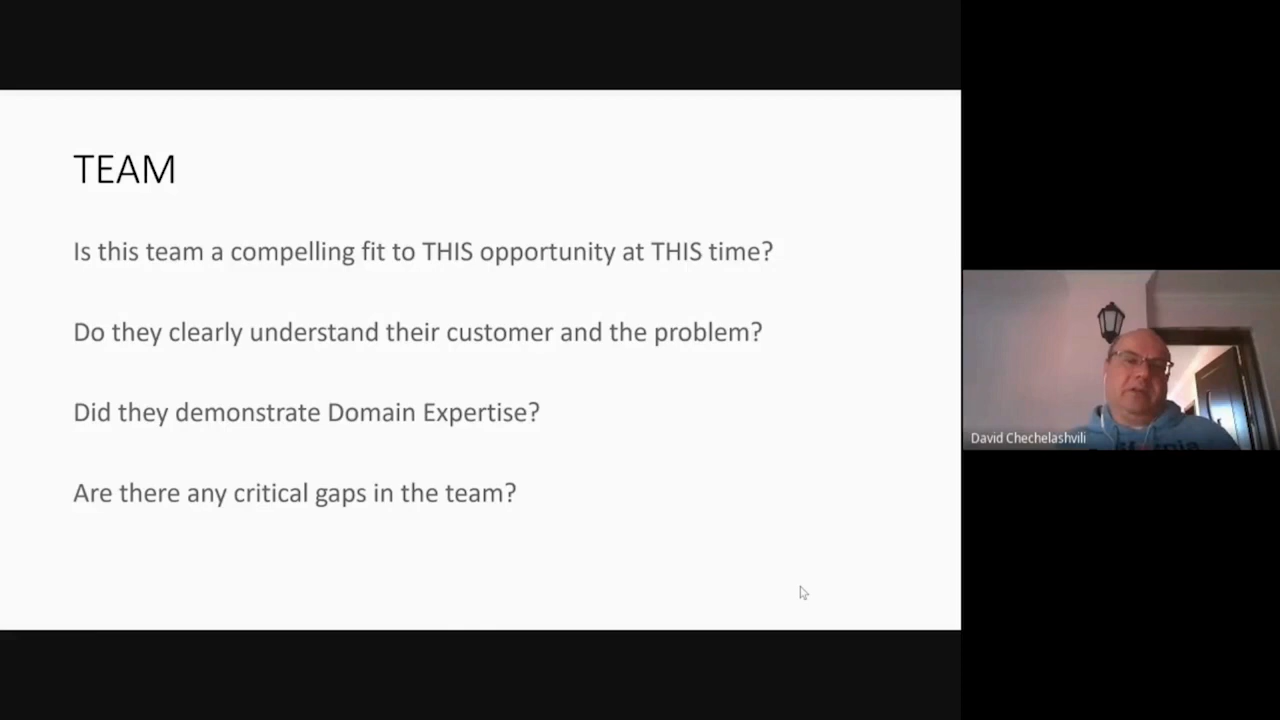 TEAM
Is this team a compelling fit to THIS opportunity at THIS time?
Do they clearly understand their customer and the problem?
Did they demonstrate Domain Expertise?
Are there any critical gaps in the team?
David Chechelashvili